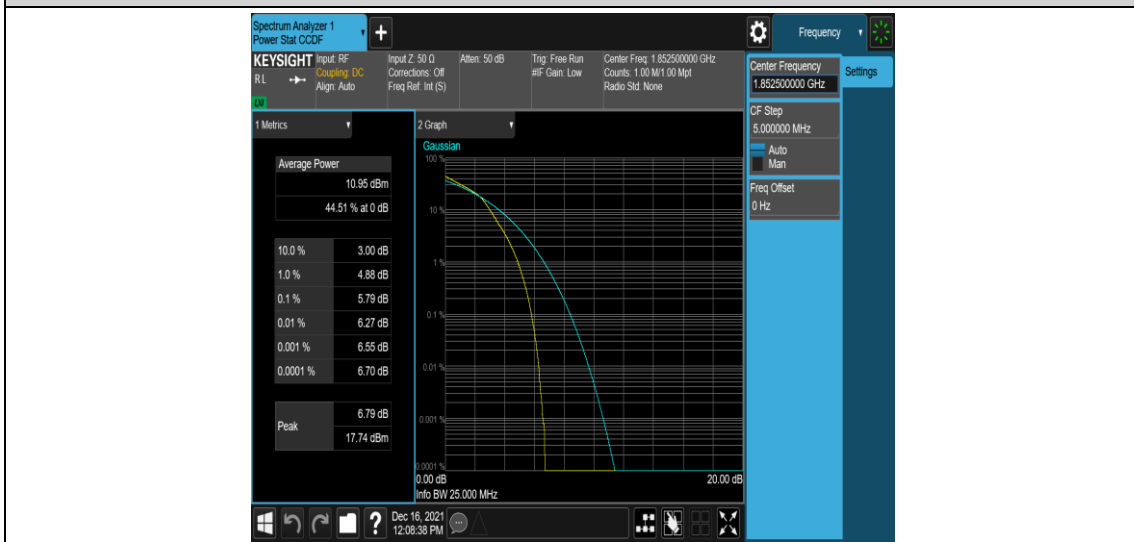 Spectrum Analyzer 1
Power Stat CCDF
+
Frequency
KEYSIGHT
RL
Input: RF
Coupling: DC
Align: Auto
Input Z: 50 Ω
Corrections: Off
Freq Ref: Int (S)
Atten: 50 dB
Trig: Free Run
#IF Gain: Low
Center Freq: 1.852500000 GHz
Counts: 1.00 M/1.00 Mpt
Radio Std: None
Center Frequency
1.852500000 GHz
Settings
CF Step
5.000000 MHz
Auto
Man
Freq Offset
0 Hz
1 Metrics
Average Power
10.95 dBm
44.51 % at 0 dB
10.0 % 3.00 dB
1.0 % 4.88 dB
0.1 % 5.79 dB
0.01 % 6.27 dB
0.001 % 6.55 dB
0.0001 % 6.70 dB
Peak
6.79 dB
17.74 dBm
2 Graph
Gaussian
100 %
10 %
1 %
0.1 %
0.01 %
0.001 %
0.0001 %
0.00 dB 20.00 dB
Info BW 25.000 MHz
?
Dec 16, 2021
12:08:38 PM